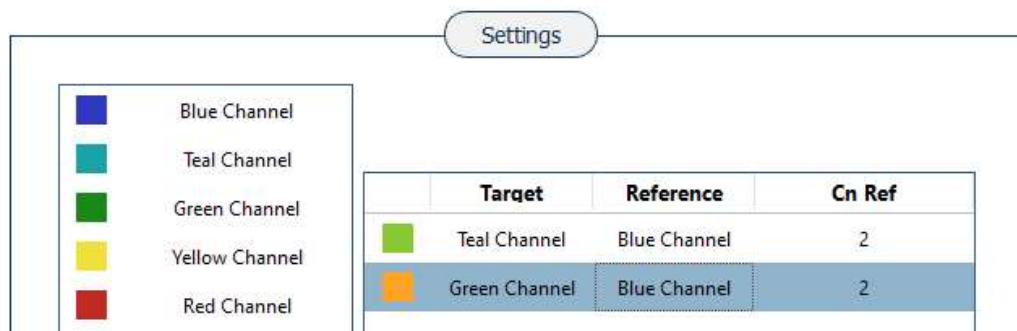 Settings
Blue Channel
Teal Channel
Green Channel
Yellow Channel
Red Channel
Target Reference Cn Ref
Teal Channel Blue Channel 2
Green Channel Blue Channel 2